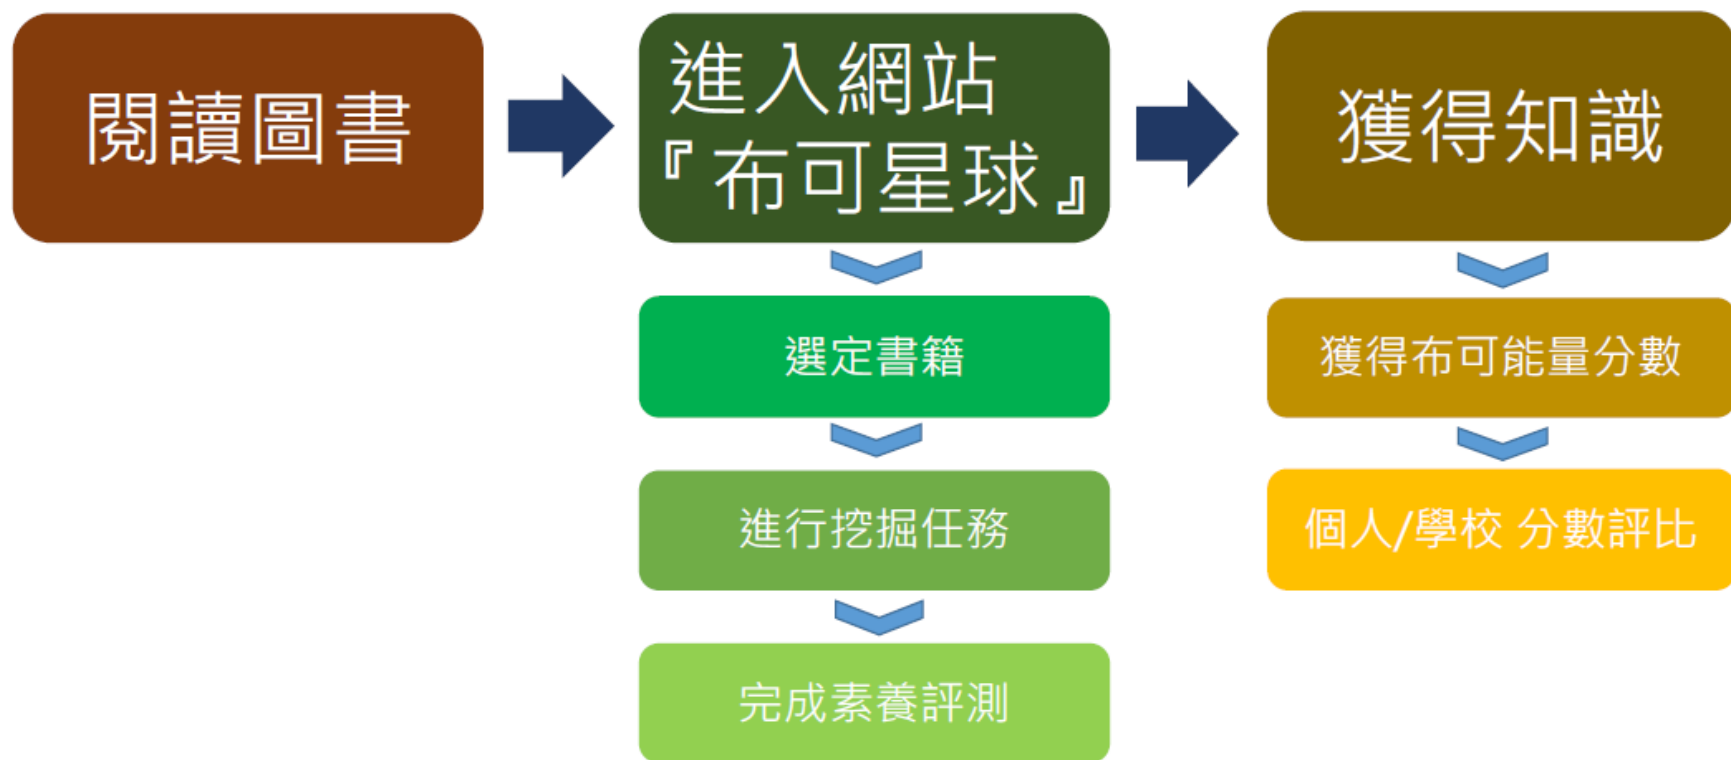 閱讀圖書
進入網站
『布可星球』
獲得知識
選定書籍
獲得布可能量分數
進行挖掘任務
個人/學校 分數評比
完成素養評測